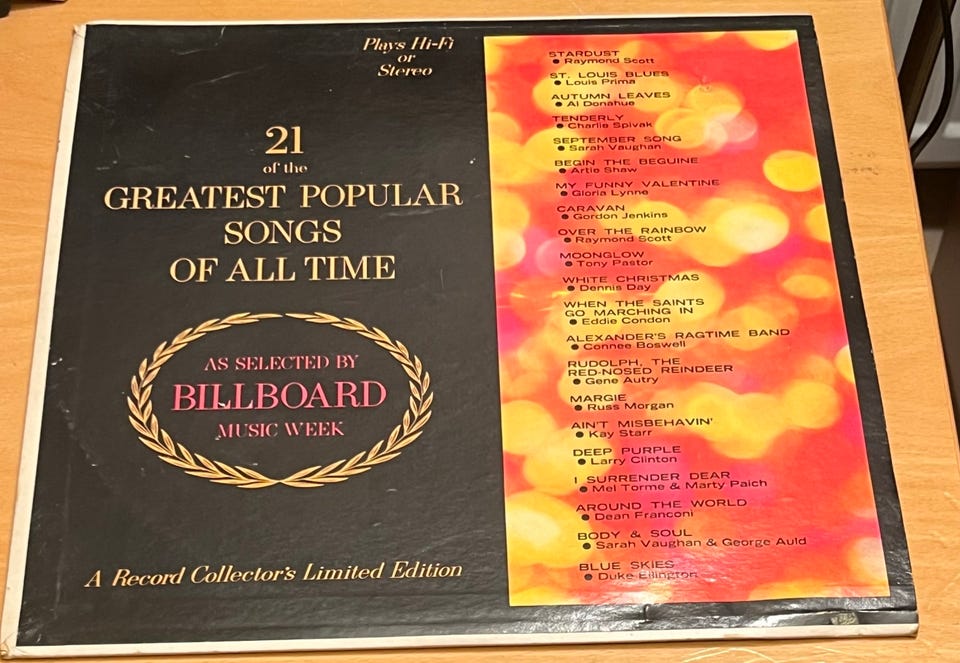 Plays Hi-Fi
or
Stereo
21
of the
GREATEST POPULAR
SONGS
OF ALL TIME
AS SELECTED BY
BILLBOARD
MUSIC WEEK
A Record Collector's Limited Edition
STARDUST
● Raymond Scott
ST. LOUIS BLUES
● Louis Prima
AUTUMN LEAVES
● Al Donahue
TENDERLY
● Charlie Spivak
SEPTEMBER SONG
● Sarah Vaughan
BEGIN THE BEGUINE
● Artie Shaw
MY FUNNY VALENTINE
● Gloria Lynne
CARAVAN
● Gordon Jenkins
OVER THE RAINBOW
● Raymond Scott
MOONGLOW
● Tony Pastor
WHITE CHRISTMAS
● Dennis Day
WHEN THE SAINTS
GO MARCHING IN
● Eddie Condon
ALEXANDER'S RAGTIME BAND
● Connee Boswell
RUDOLPH, THE
RED-NOSED REINDEER
● Gene Autry
MARGIE
● Russ Morgan
AIN'T MISBEHAVIN'
● Kay Starr
DEEP PURPLE
● Larry Clinton
I SURRENDER DEAR
● Mel Torme & Marty Paich
AROUND THE WORLD
● Dean Franconi
BODY & SOUL
● Sarah Vaughan & George Auld
BLUE SKIES
● Duke Ellington